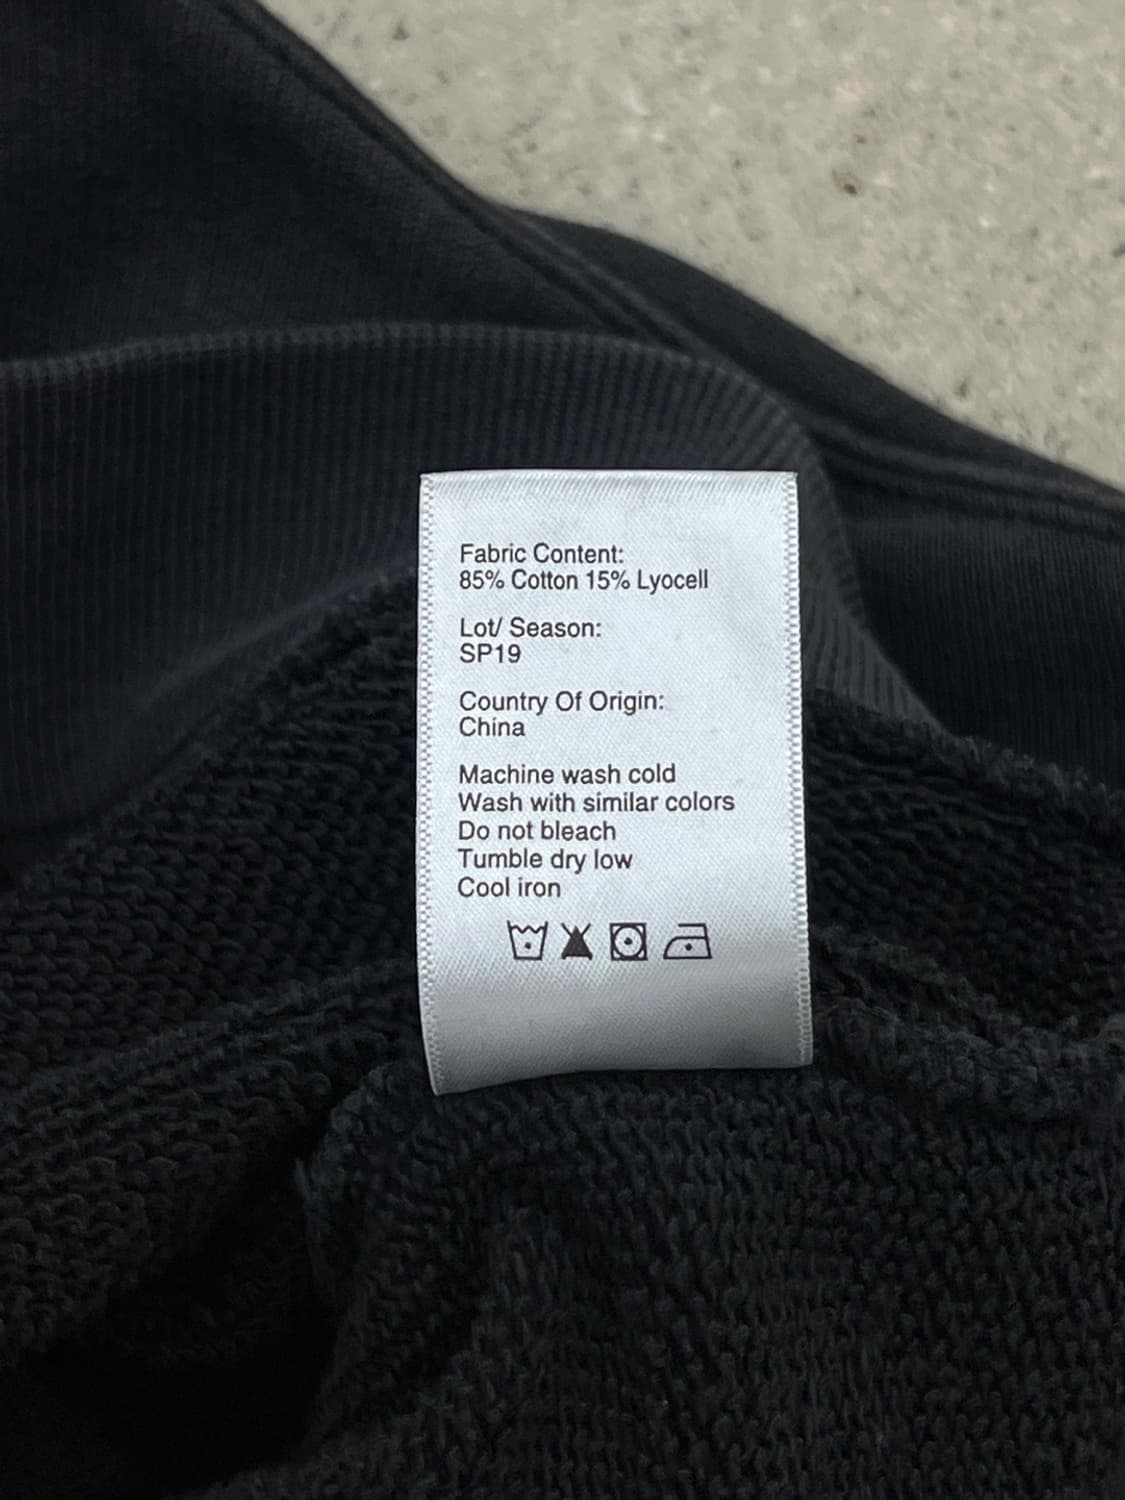 Fabric Content:
85% Cotton 15% Lyocell
Lot/ Season:
SP19
Country Of Origin:
China
Machine wash cold
Wash with similar colors
Do not bleach
Tumble dry low
Cool iron